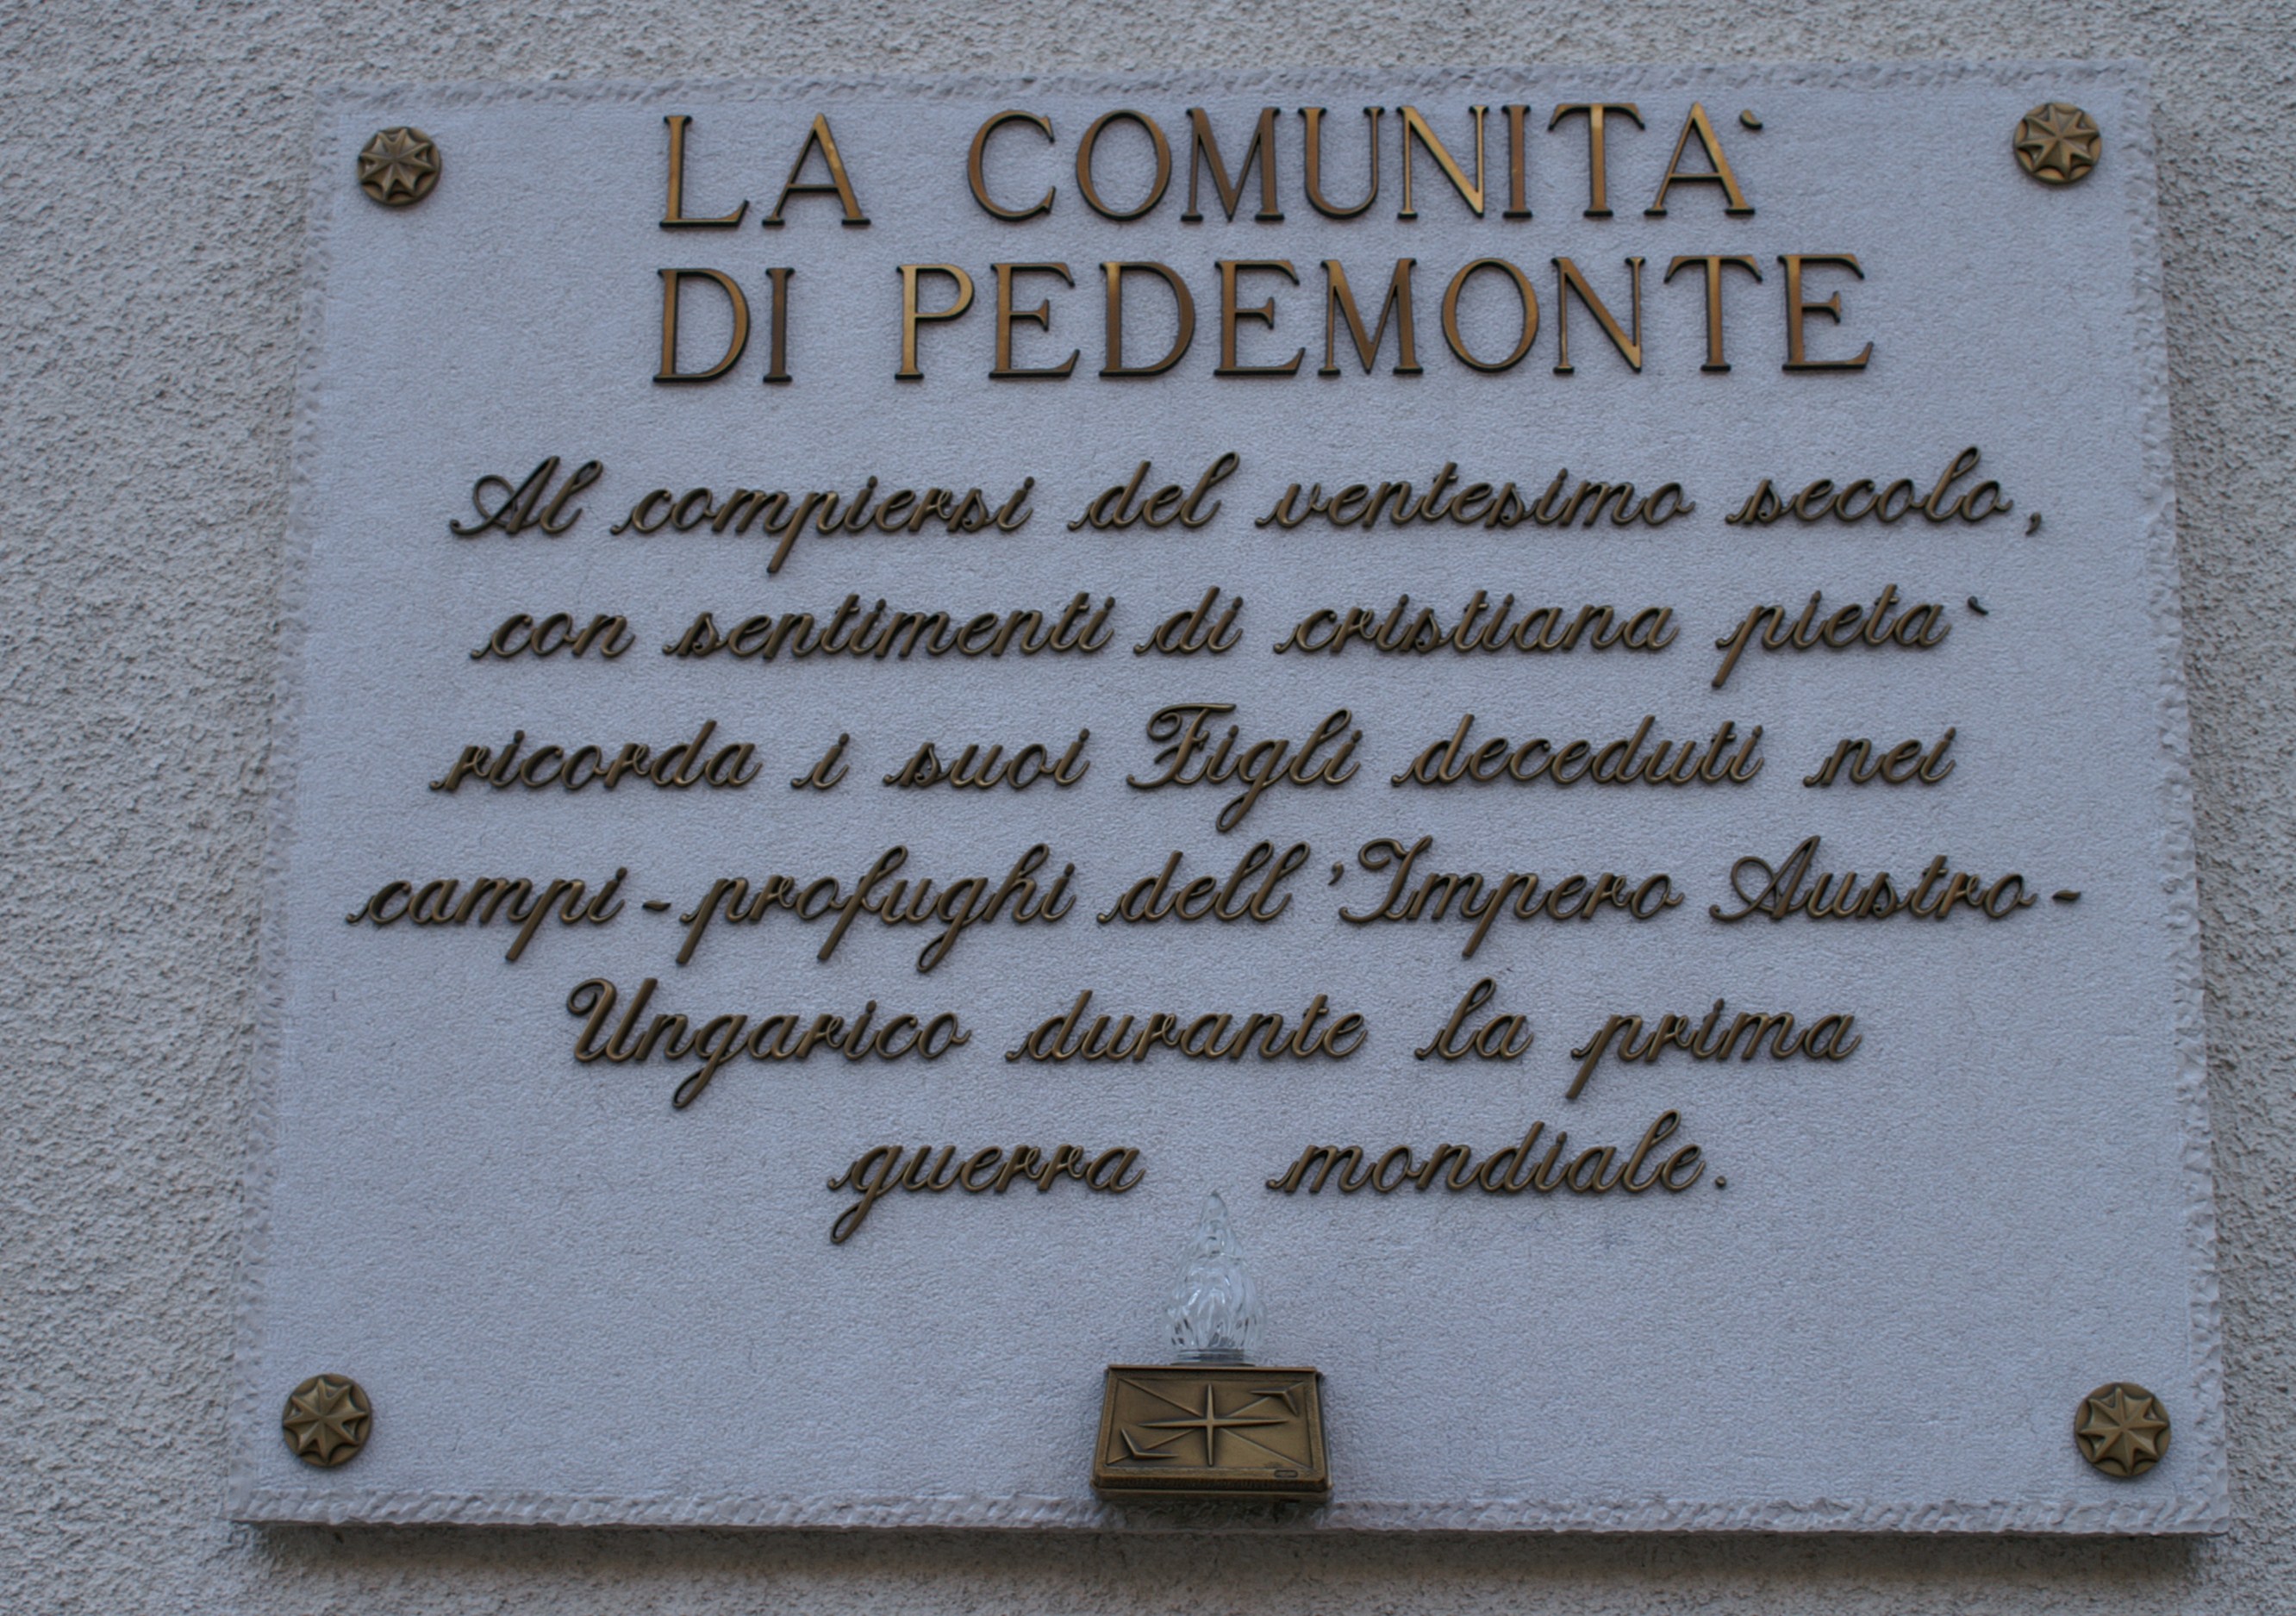 LA COMUNITA`
DI PEDEMONTE
Al compiersi del ventesimo secolo,
con sentimenti di cristiana pieta`
ricorda i suoi Figli deceduti nei
campi-profughi dell'Impero Austro-
Ungarico durante la prima
guerra mondiale.